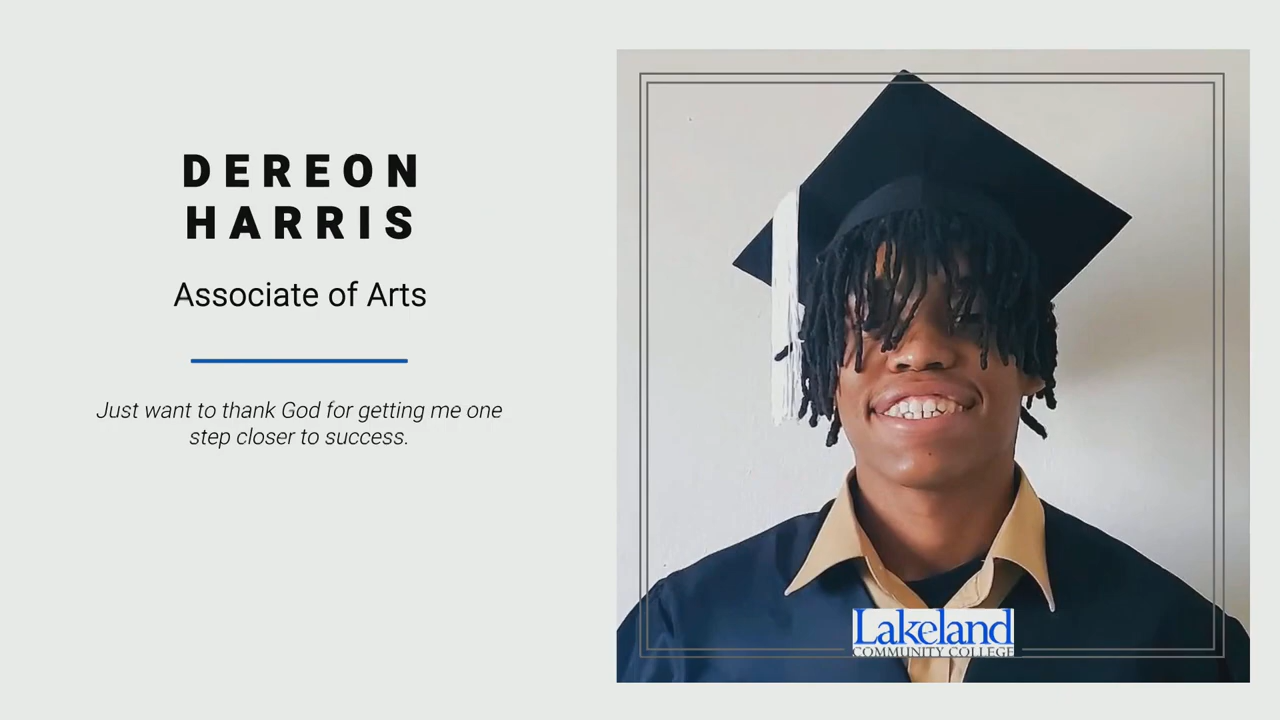 DEREON
HARRIS
Associate of Arts
Just want to thank God for getting me one
step closer to success.
Lakeland
COMMUNITY COLLEGE